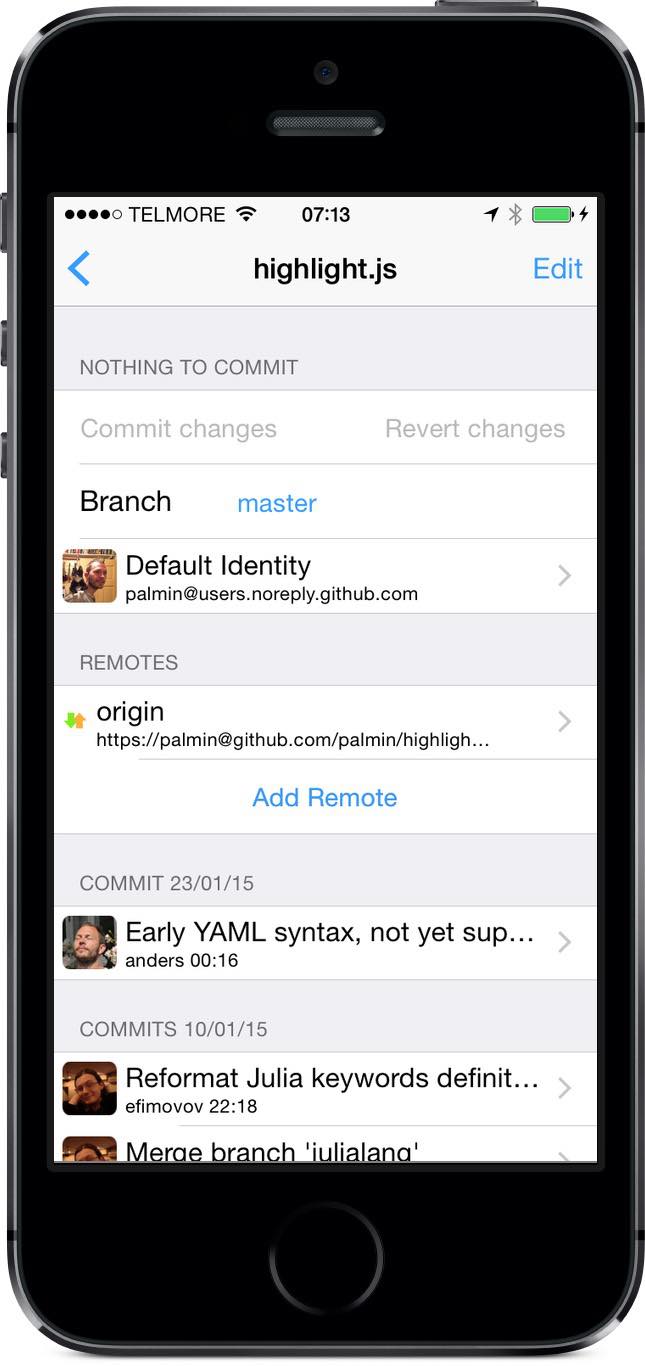 TELMORE 07:13
highlight.js Edit
NOTHING TO COMMIT
Commit changes Revert changes
Branch master
Default Identity
palmin@users.noreply.github.com
REMOTES
origin
https://palmin@github.com/palmin/highligh…
Add Remote
COMMIT 23/01/15
Early YAML syntax, not yet sup…
anders 00:16
COMMITS 10/01/15
Reformat Julia keywords definit…
efimovov 22:18
Merge branch 'julialang'